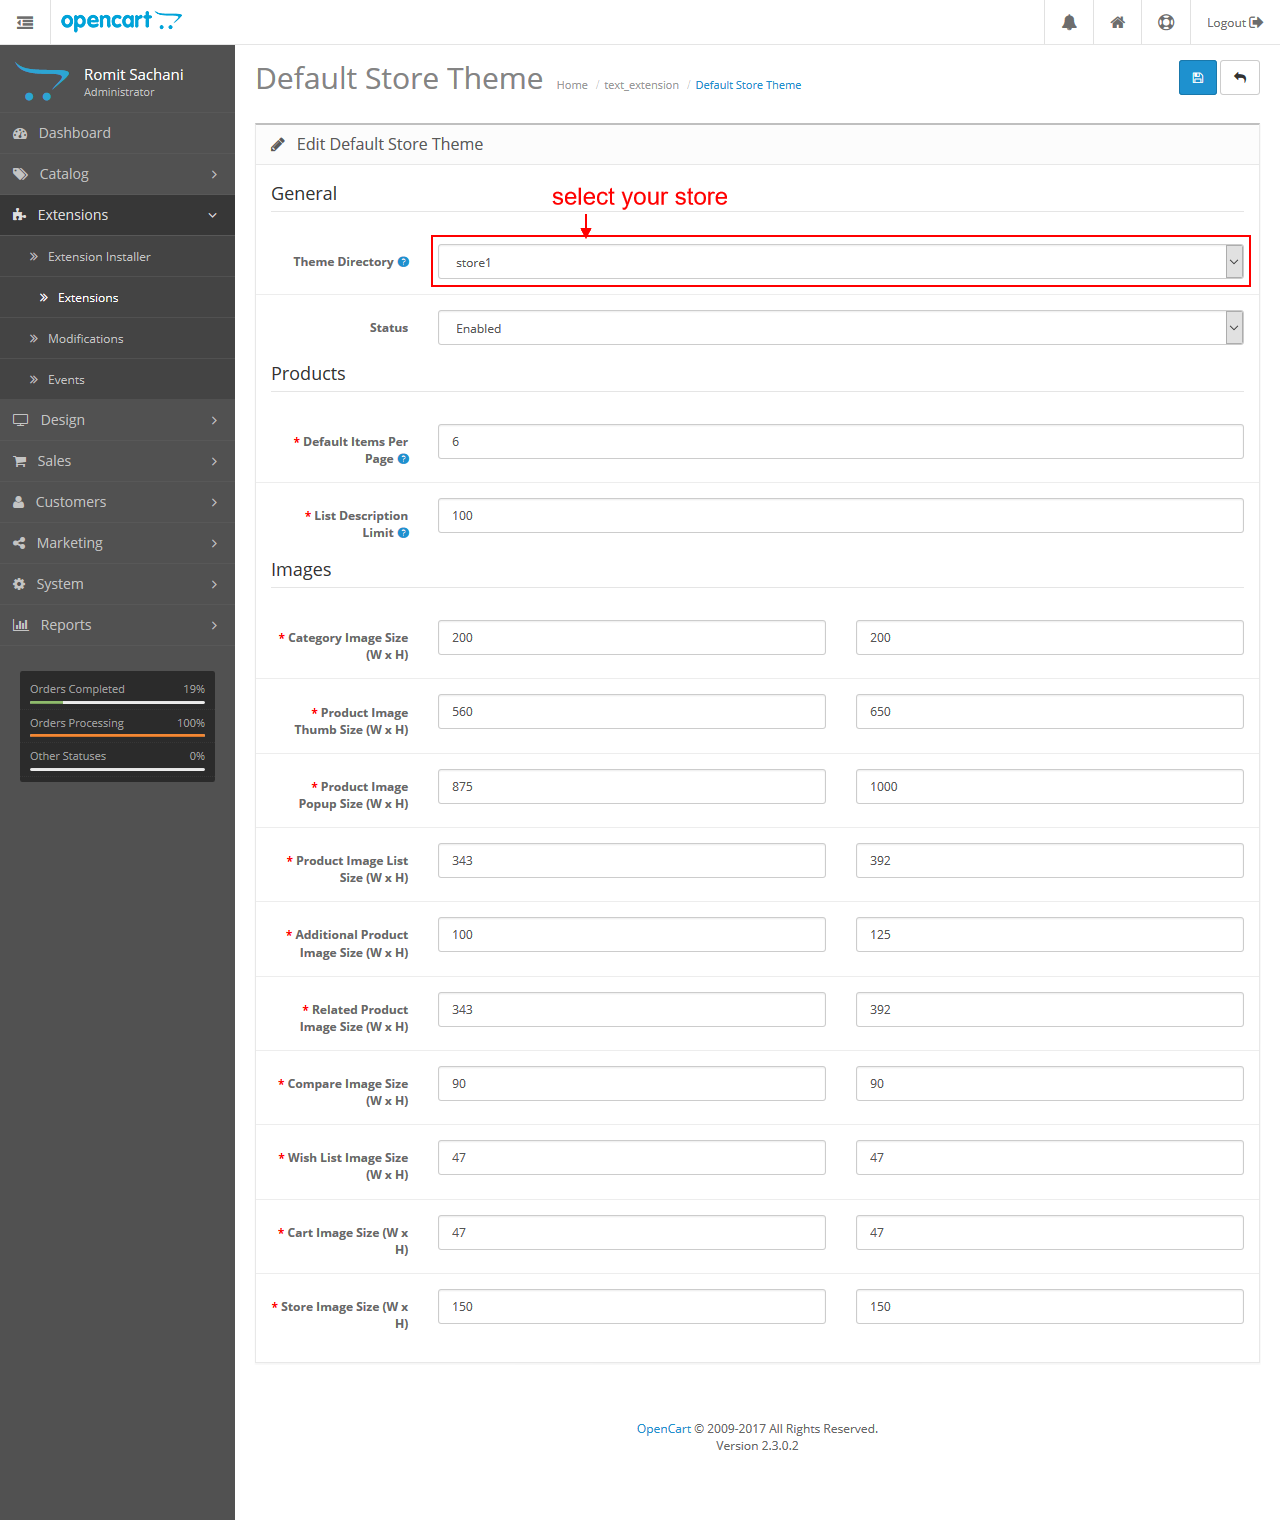 opencart
Logout
Romit Sachani
Administrator
Dashboard
Catalog
Extensions
Extension Installer
Extensions
Modifications
Events
Design
Sales
Customers
Marketing
System
Reports
Orders Completed 19%
Orders Processing 100%
Other Statuses 0%
Default Store Theme
Home / text_extension / Default Store Theme
Edit Default Store Theme
General
select your store
Theme Directory ?
store1
Status
Enabled
Products
* Default Items Per
Page ?
6
* List Description
Limit ?
100
Images
* Category Image Size
(W x H)
200 200
* Product Image
Thumb Size (W x H)
560 650
* Product Image
Popup Size (W x H)
875 1000
* Product Image List
Size (W x H)
343 392
* Additional Product
Image Size (W x H)
100 125
* Related Product
Image Size (W x H)
343 392
* Compare Image Size
(W x H)
90 90
* Wish List Image Size
(W x H)
47 47
* Cart Image Size (W x
H)
47 47
* Store Image Size (W x
H)
150 150
OpenCart © 2009-2017 All Rights Reserved.
Version 2.3.0.2